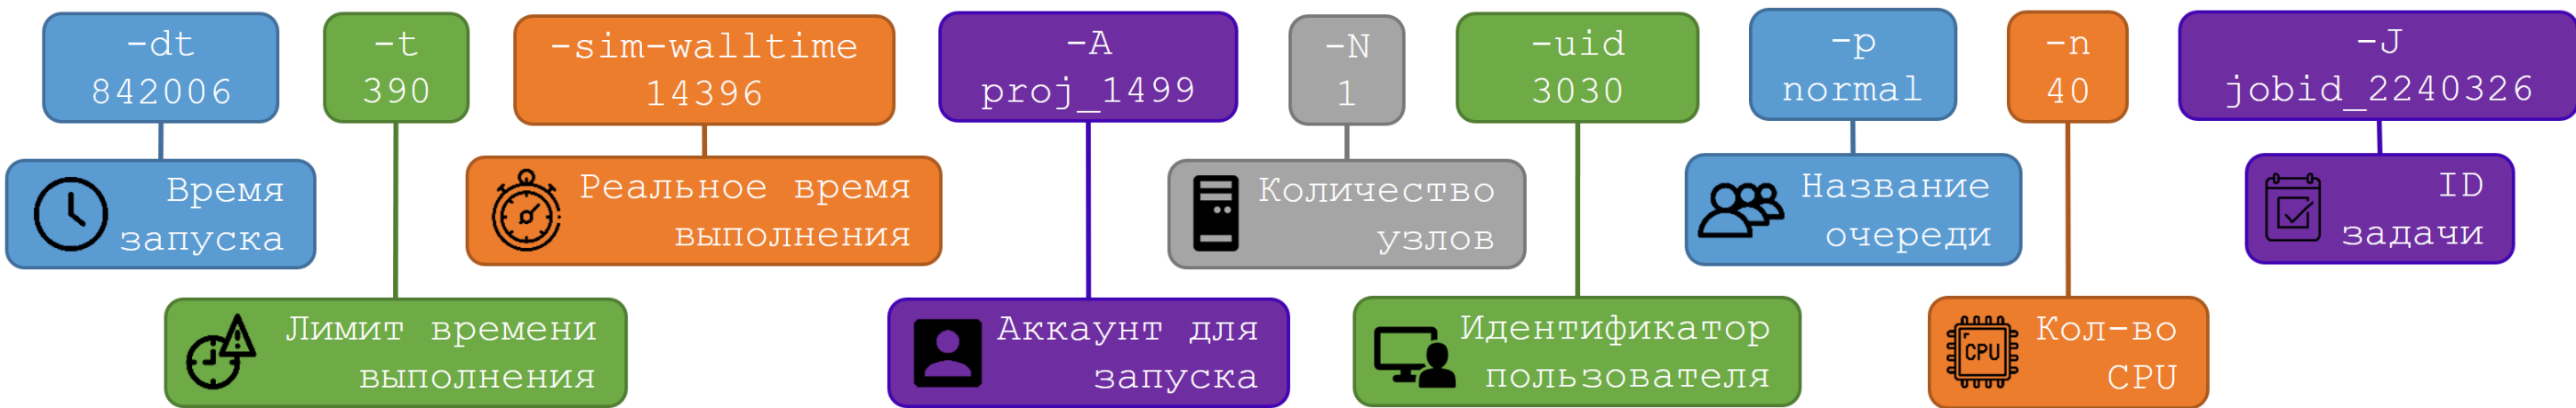 -dt
842006
-t
390
-sim-walltime
14396
-A
proj_1499
-N
1
-uid
3030
-p
normal
-n
40
-J
jobid_2240326
Время
запуска
Реальное время
выполнения
Количество
узлов
Название
очереди
ID
задачи
Лимит времени
выполнения
Аккаунт для
запуска
Идентификатор
пользователя
CPU
Кол-во
CPU